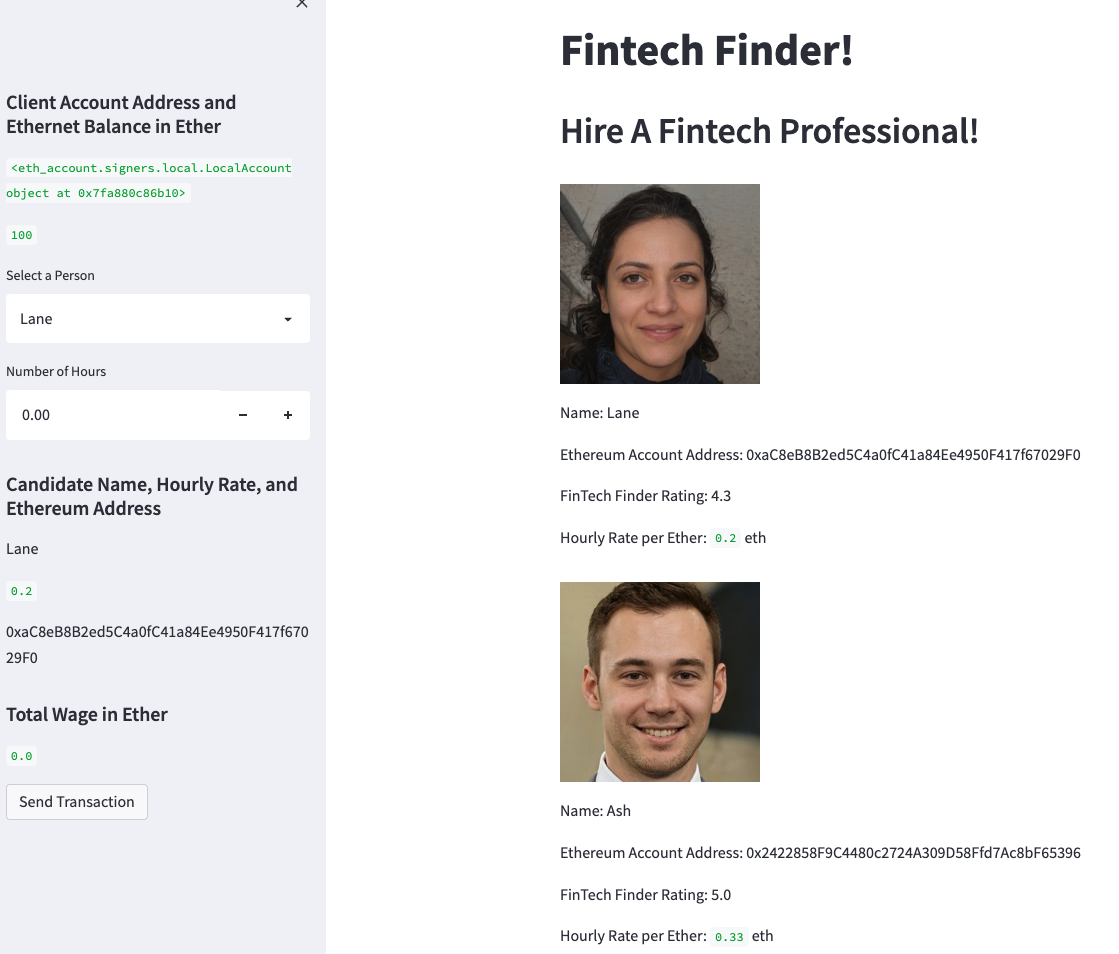 Client Account Address and
Ethernet Balance in Ether
<eth_account.signers.local.LocalAccount
object at 0x7fa880c86b10>
100
Select a Person
Lane
Number of Hours
0.00
Candidate Name, Hourly Rate, and
Ethereum Address
Lane
0.2
0xaC8eB8B2ed5C4a0fC41a84Ee4950F417f670
29F0
Total Wage in Ether
0.0
Send Transaction
Fintech Finder!
Hire A Fintech Professional!
Name: Lane
Ethereum Account Address: 0xaC8eB8B2ed5C4a0fC41a84Ee4950F417f67029F0
FinTech Finder Rating: 4.3
Hourly Rate per Ether: 0.2 eth
Name: Ash
Ethereum Account Address: 0x2422858F9C4480c2724A309D58Ffd7Ac8bF65396
FinTech Finder Rating: 5.0
Hourly Rate per Ether: 0.33 eth